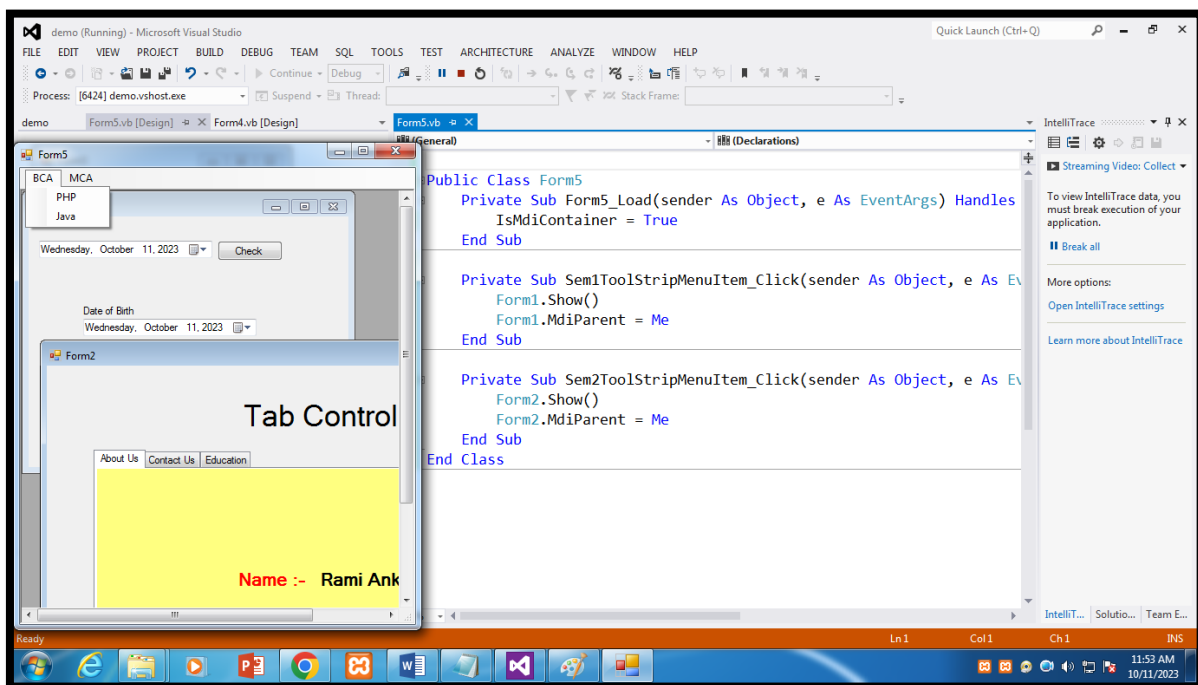 demo (Running) - Microsoft Visual Studio
Quick Launch (Ctrl+Q)
FILE EDIT VIEW PROJECT BUILD DEBUG TEAM SQL TOOLS TEST ARCHITECTURE ANALYZE WINDOW HELP
Continue Debug
Process: [6424] demo.vshost.exe Suspend Thread: Stack Frame:
demo Form5.vb [Design] Form4.vb [Design] Form5.vb
(General) (Declarations)
Form5
BCA MCA
PHP
Java
Wednesday, October 11, 2023 Check
Date of Birth
Wednesday, October 11, 2023
Form2
Tab Control
About Us Contact Us Education
Name :- Rami Ank
Public Class Form5
Private Sub Form5_Load(sender As Object, e As EventArgs) Handles
IsMdiContainer = True
End Sub
Private Sub Sem1ToolStripMenuItem_Click(sender As Object, e As Ev
Form1.Show()
Form1.MdiParent = Me
End Sub
Private Sub Sem2ToolStripMenuItem_Click(sender As Object, e As Ev
Form2.Show()
Form2.MdiParent = Me
End Sub
End Class
IntelliTrace
Streaming Video: Collect
To view IntelliTrace data, you
must break execution of your
application.
Break all
More options:
Open IntelliTrace settings
Learn more about IntelliTrace
IntelliT... Solutio... Team E...
Ready Ln 1 Col 1 Ch 1 INS
11:53 AM
10/11/2023